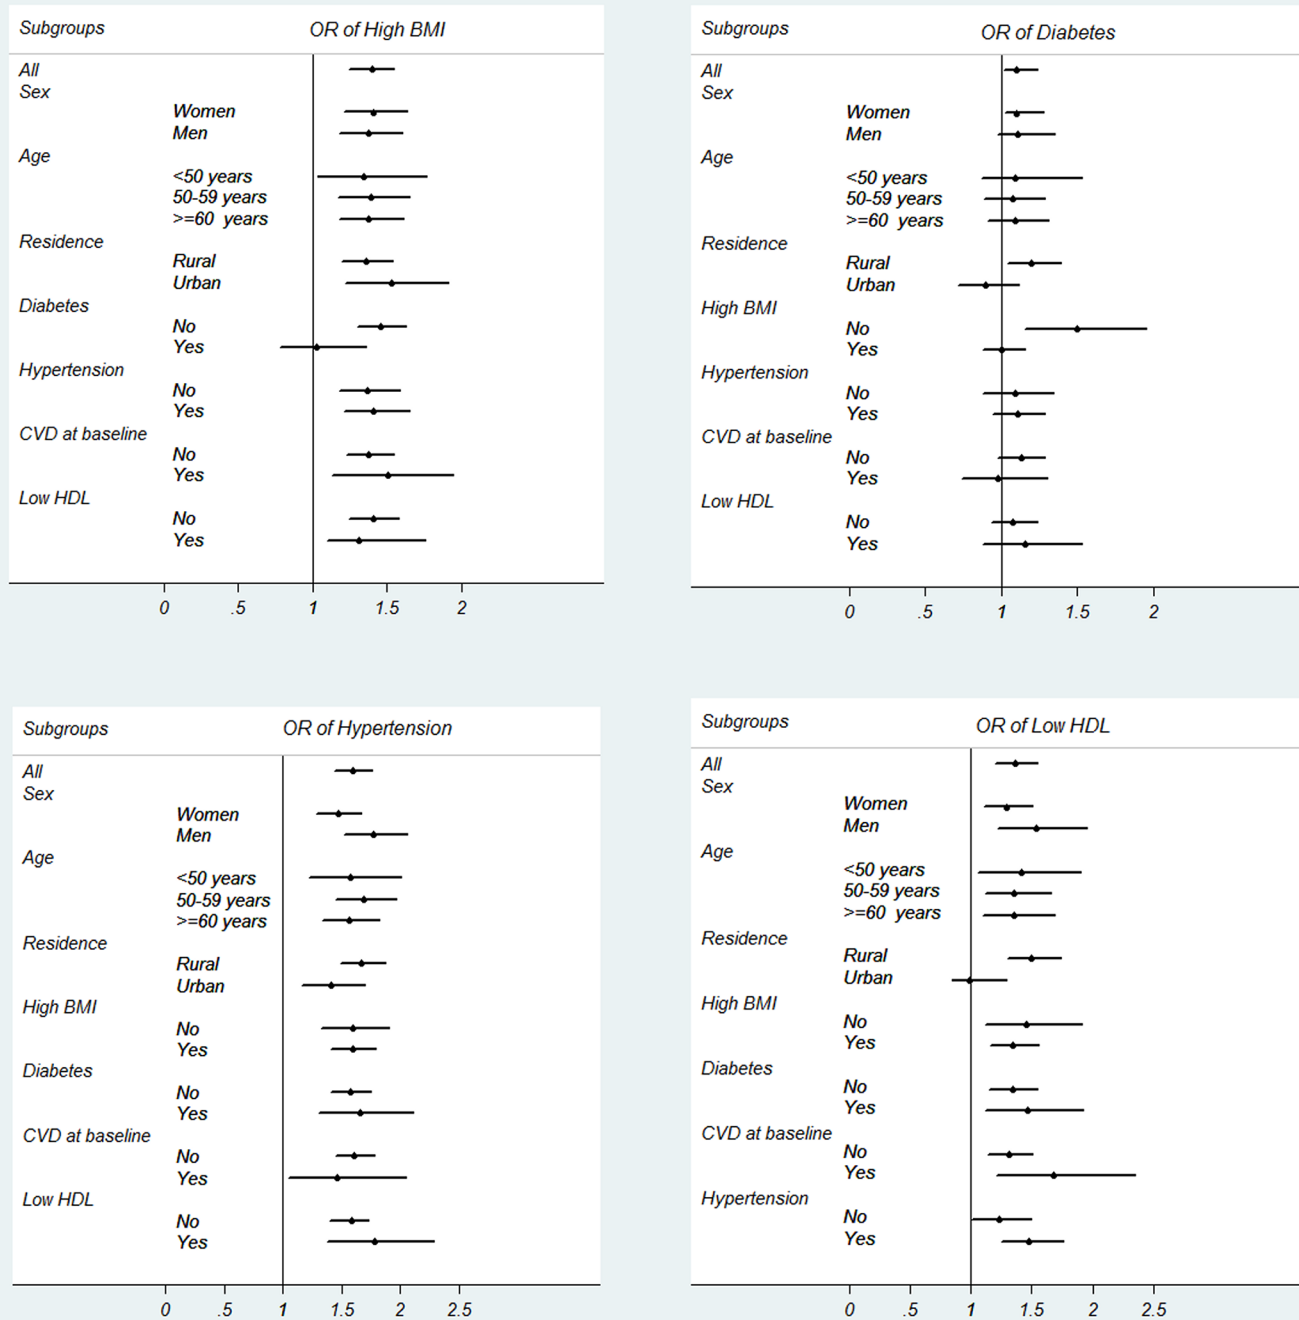 Subgroups OR of High BMI
All
Sex
Women
Men
Age
<50 years
50-59 years
>=60 years
Residence
Rural
Urban
Diabetes
No
Yes
Hypertension
No
Yes
CVD at baseline
No
Yes
Low HDL
No
Yes
0 .5 1 1.5 2
Subgroups OR of Diabetes
All
Sex
Women
Men
Age
<50 years
50-59 years
>=60 years
Residence
Rural
Urban
High BMI
No
Yes
Hypertension
No
Yes
CVD at baseline
No
Yes
Low HDL
No
Yes
0 .5 1 1.5 2
Subgroups OR of Hypertension
All
Sex
Women
Men
Age
<50 years
50-59 years
>=60 years
Residence
Rural
Urban
High BMI
No
Yes
Diabetes
No
Yes
CVD at baseline
No
Yes
Low HDL
No
Yes
0 .5 1 1.5 2 2.5
Subgroups OR of Low HDL
All
Sex
Women
Men
Age
<50 years
50-59 years
>=60 years
Residence
Rural
Urban
High BMI
No
Yes
Diabetes
No
Yes
CVD at baseline
No
Yes
Hypertension
No
Yes
0 .5 1 1.5 2 2.5